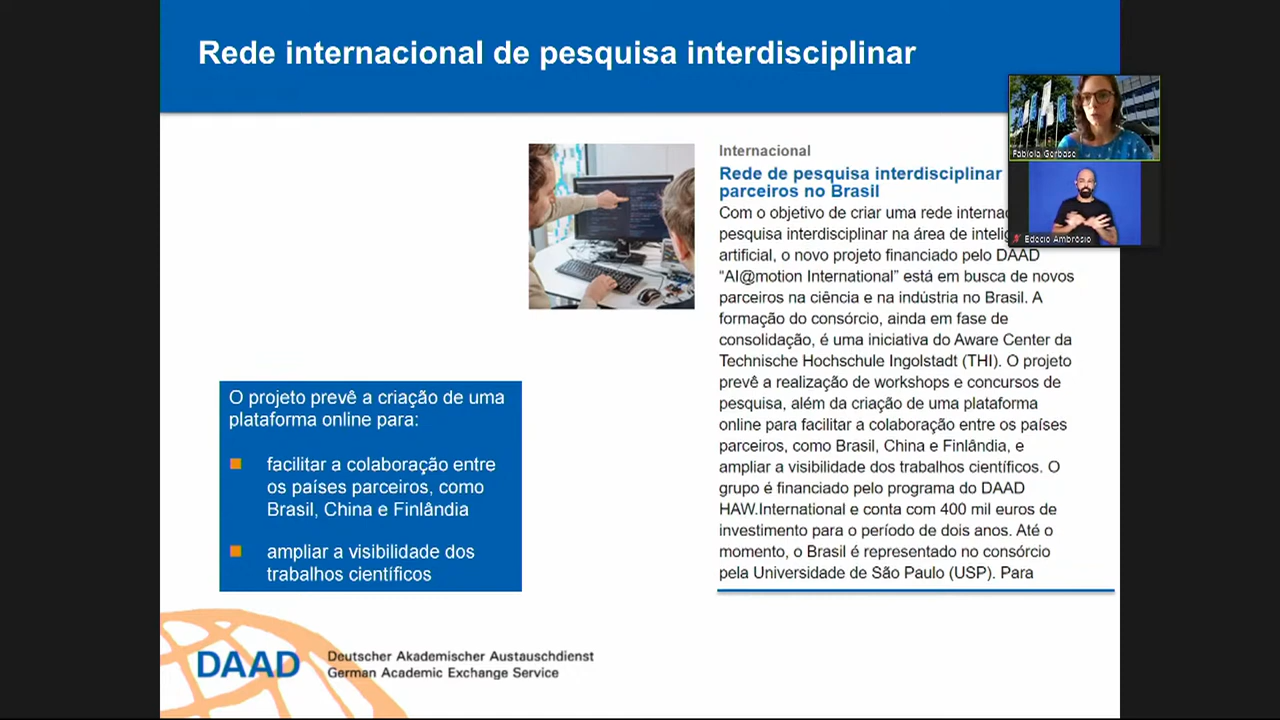 Rede internacional de pesquisa interdisciplinar
Fabíola Gerbase
Edécio Ambrósio
Internacional
Rede de pesquisa interdisciplinar
parceiros no Brasil
Com o objetivo de criar uma rede
pesquisa interdisciplinar na área de
artificial, o novo projeto financiado pelo DAAD
“AI@motion International” está em busca de novos
parceiros na ciência e na indústria no Brasil. A
formação do consórcio, ainda em fase de
consolidação, é uma iniciativa do Aware Center da
Technische Hochschule Ingolstadt (THI). O projeto
prevê a realização de workshops e concursos de
pesquisa, além da criação de uma plataforma
online para facilitar a colaboração entre os países
parceiros, como Brasil, China e Finlândia, e
ampliar a visibilidade dos trabalhos científicos. O
grupo é financiado pelo programa do DAAD
HAW.International e conta com 400 mil euros de
investimento para o período de dois anos. Até o
momento, o Brasil é representado no consórcio
pela Universidade de São Paulo (USP). Para
O projeto prevê a criação de uma
plataforma online para:
facilitar a colaboração entre
os países parceiros, como
Brasil, China e Finlândia
ampliar a visibilidade dos
trabalhos científicos
DAAD
Deutscher Akademischer Austauschdienst
German Academic Exchange Service